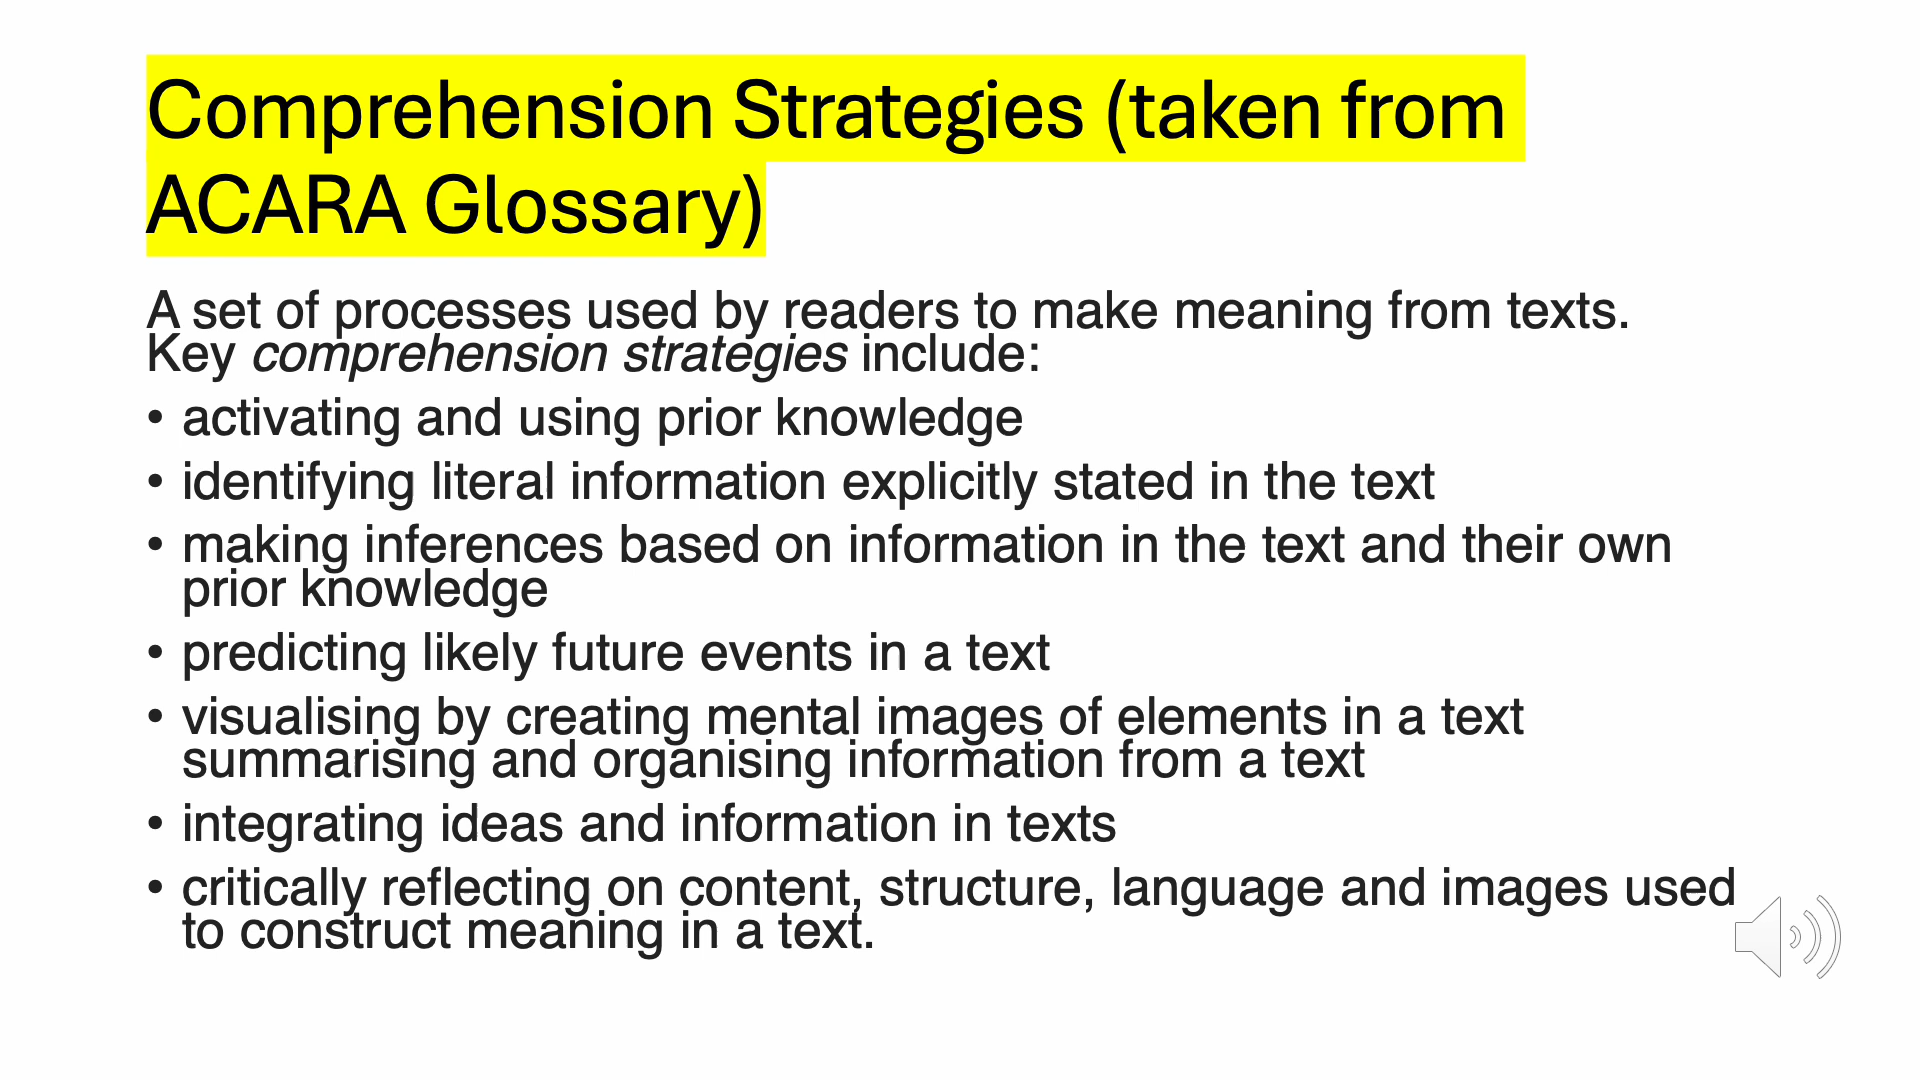 Comprehension Strategies (taken from
ACARA Glossary)
A set of processes used by readers to make meaning from texts.
Key comprehension strategies include:
• activating and using prior knowledge
• identifying literal information explicitly stated in the text
• making inferences based on information in the text and their own
prior knowledge
• predicting likely future events in a text
• visualising by creating mental images of elements in a text
summarising and organising information from a text
• integrating ideas and information in texts
• critically reflecting on content, structure, language and images used
to construct meaning in a text.